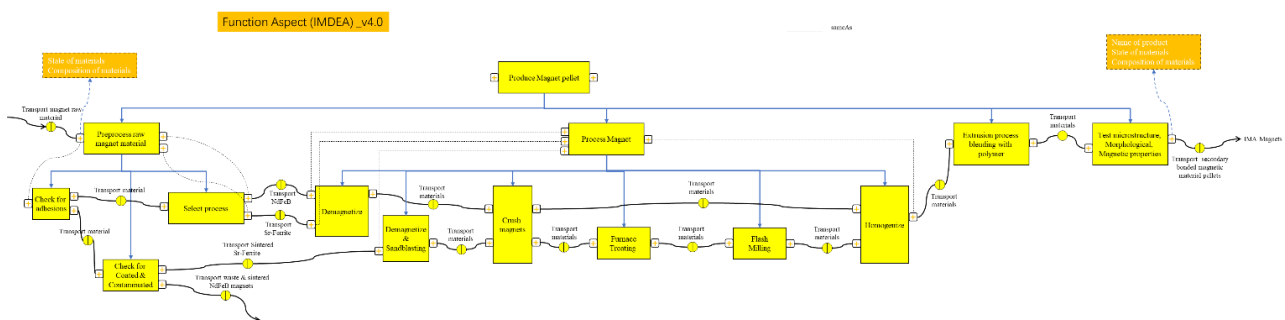 Function Aspect (IMDEA) _v4.0
sameAs
State of materials
Composition of materials
Name of product
State of materials
Composition of materials
Produce Magnet pellet
Transport magnet raw
material
Preprocess raw
magnet material
Process Magnet
Extrusion process
blending with
polymer
Transport
materials
Test microstructure,
Morphological,
Magnetic properties
IMA Magnets
Transport secondary
bonded magnetic
material pellets
Check for
adhesions
Transport material
Select process
Transport
NdFeB
Transport
Sr-Ferrite
Demagnetize
Transport
materials
Crush
magnets
Transport
materials
Homogenize
Transport
materials
Transport material
Demagnetize
&
Sandblasting
Transport
materials
Transport
materials
Furnace
Treating
Transport
materials
Flash
Milling
Transport
materials
Transport Sintered
Sr-Ferrite
Check for
Coated &
Contaminated
Transport waste & sintered
NdFeB magnets